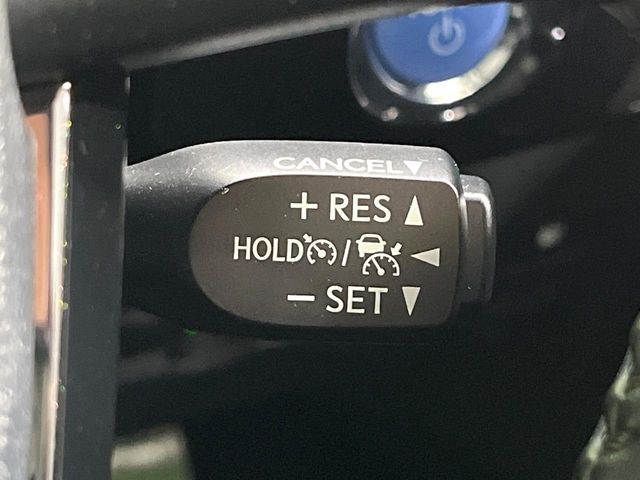 CANCEL▼
+ RES ▲
HOLD / ◄
− SET ▼